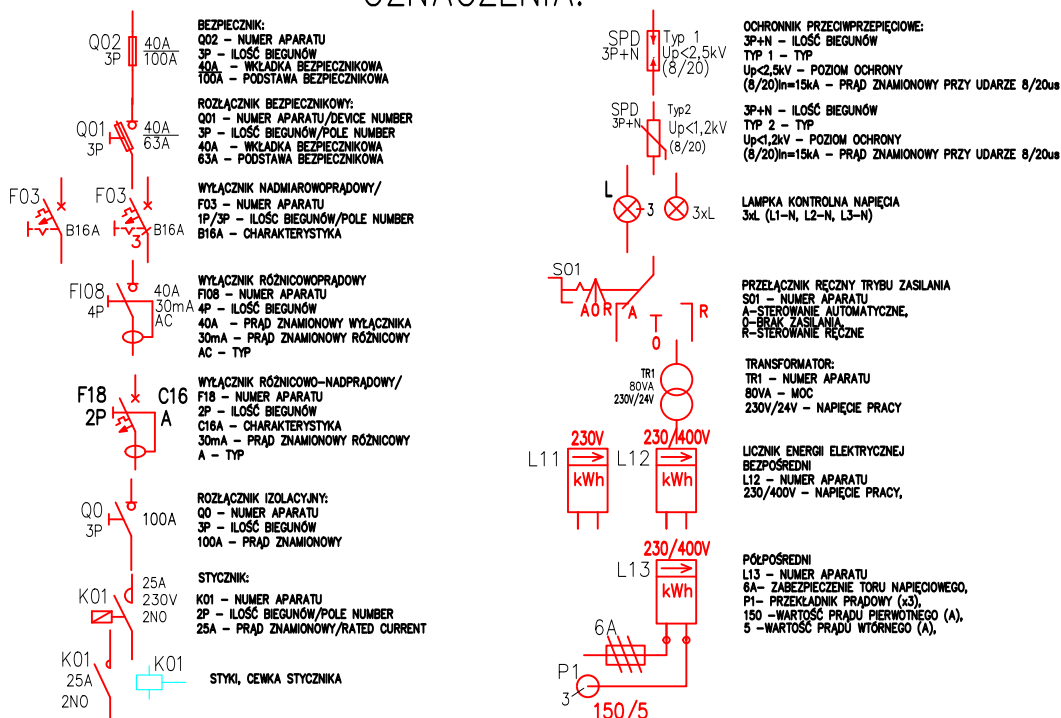 OZNACZENIA:
Q02
3P
40A
100A
BEZPIECZNIK:
Q02 - NUMER APARATU
3P - ILOŚĆ BIEGUNÓW
40A - WKŁADKA BEZPIECZNIKOWA
100A - PODSTAWA BEZPIECZNIKOWA
Q01
3P
40A
63A
ROZŁĄCZNIK BEZPIECZNIKOWY:
Q01 - NUMER APARATU/DEVICE NUMBER
3P - ILOŚĆ BIEGUNÓW/POLE NUMBER
40A - WKŁADKA BEZPIECZNIKOWA
63A - PODSTAWA BEZPIECZNIKOWA
F03
B16A
F03
3
B16A
WYŁĄCZNIK NADMIAROWOPRĄDOWY/
F03 - NUMER APARATU
1P/3P - ILOŚĆ BIEGUNÓW/POLE NUMBER
B16A - CHARAKTERYSTYKA
FI08
4P
40A
30mA
AC
WYŁĄCZNIK RÓŻNICOWOPRĄDOWY
FI08 - NUMER APARATU
4P - ILOŚĆ BIEGUNÓW
40A - PRĄD ZNAMIONOWY WYŁĄCZNIKA
30mA - PRĄD ZNAMIONOWY RÓŻNICOWY
AC - TYP
F18
2P
C16
A
WYŁĄCZNIK RÓŻNICOWO-NADPRĄDOWY/
F18 - NUMER APARATU
2P - ILOŚĆ BIEGUNÓW
C16A - CHARAKTERYSTYKA
30mA - PRĄD ZNAMIONOWY RÓŻNICOWY
A - TYP
Q0
3P
100A
ROZŁĄCZNIK IZOLACYJNY:
Q0 - NUMER APARATU
3P - ILOŚĆ BIEGUNÓW
100A - PRĄD ZNAMIONOWY
K01
25A
230V
2NO
STYCZNIK:
K01 - NUMER APARATU
2P - ILOŚĆ BIEGUNÓW/POLE NUMBER
25A - PRĄD ZNAMIONOWY/RATED CURRENT
K01
25A
2NO
K01
STYKI, CEWKA STYCZNIKA
SPD
3P+N
Typ 1
Up<2,5kV
(8/20)
OCHRONNIK PRZECIWPRZEPIĘCIOWE:
3P+N - ILOŚĆ BIEGUNÓW
TYP 1 - TYP
Up<2,5kV - POZIOM OCHRONY
(8/20)In=15kA - PRĄD ZNAMIONOWY PRZY UDARZE 8/20us
SPD
3P+N
Typ2
Up<1,2kV
(8/20)
3P+N - ILOŚĆ BIEGUNÓW
TYP 2 - TYP
Up<1,2kV - POZIOM OCHRONY
(8/20)In=15kA - PRĄD ZNAMIONOWY PRZY UDARZE 8/20us
L
3
3xL
LAMPKA KONTROLNA NAPIĘCIA
3xL (L1-N, L2-N, L3-N)
S01
A O R
A
O
R
PRZEŁĄCZNIK RĘCZNY TRYBU ZASILANIA
S01 - NUMER APARATU
A-STEROWANIE AUTOMATYCZNE,
O-BRAK ZASILANIA,
R-STEROWANIE RĘCZNE
TR1
80VA
230V/24V
TRANSFORMATOR:
TR1 - NUMER APARATU
80VA - MOC
230V/24V - NAPIĘCIE PRACY
L11
230V
kWh
L12
230/400V
kWh
LICZNIK ENERGII ELEKTRYCZNEJ
BEZPOŚREDNI
L12 - NUMER APARATU
230/400V - NAPIĘCIE PRACY,
230/400V
L13
kWh
6A
P1
3
150/5
PÓŁPOŚREDNI
L13 - NUMER APARATU
6A- ZABEZPIECZENIE TORU NAPIĘCIOWEGO,
P1- PRZEKŁADNIK PRĄDOWY (x3),
150 -WARTOŚĆ PRĄDU PIERWOTNEGO (A),
5 -WARTOŚĆ PRĄDU WTÓRNEGO (A),